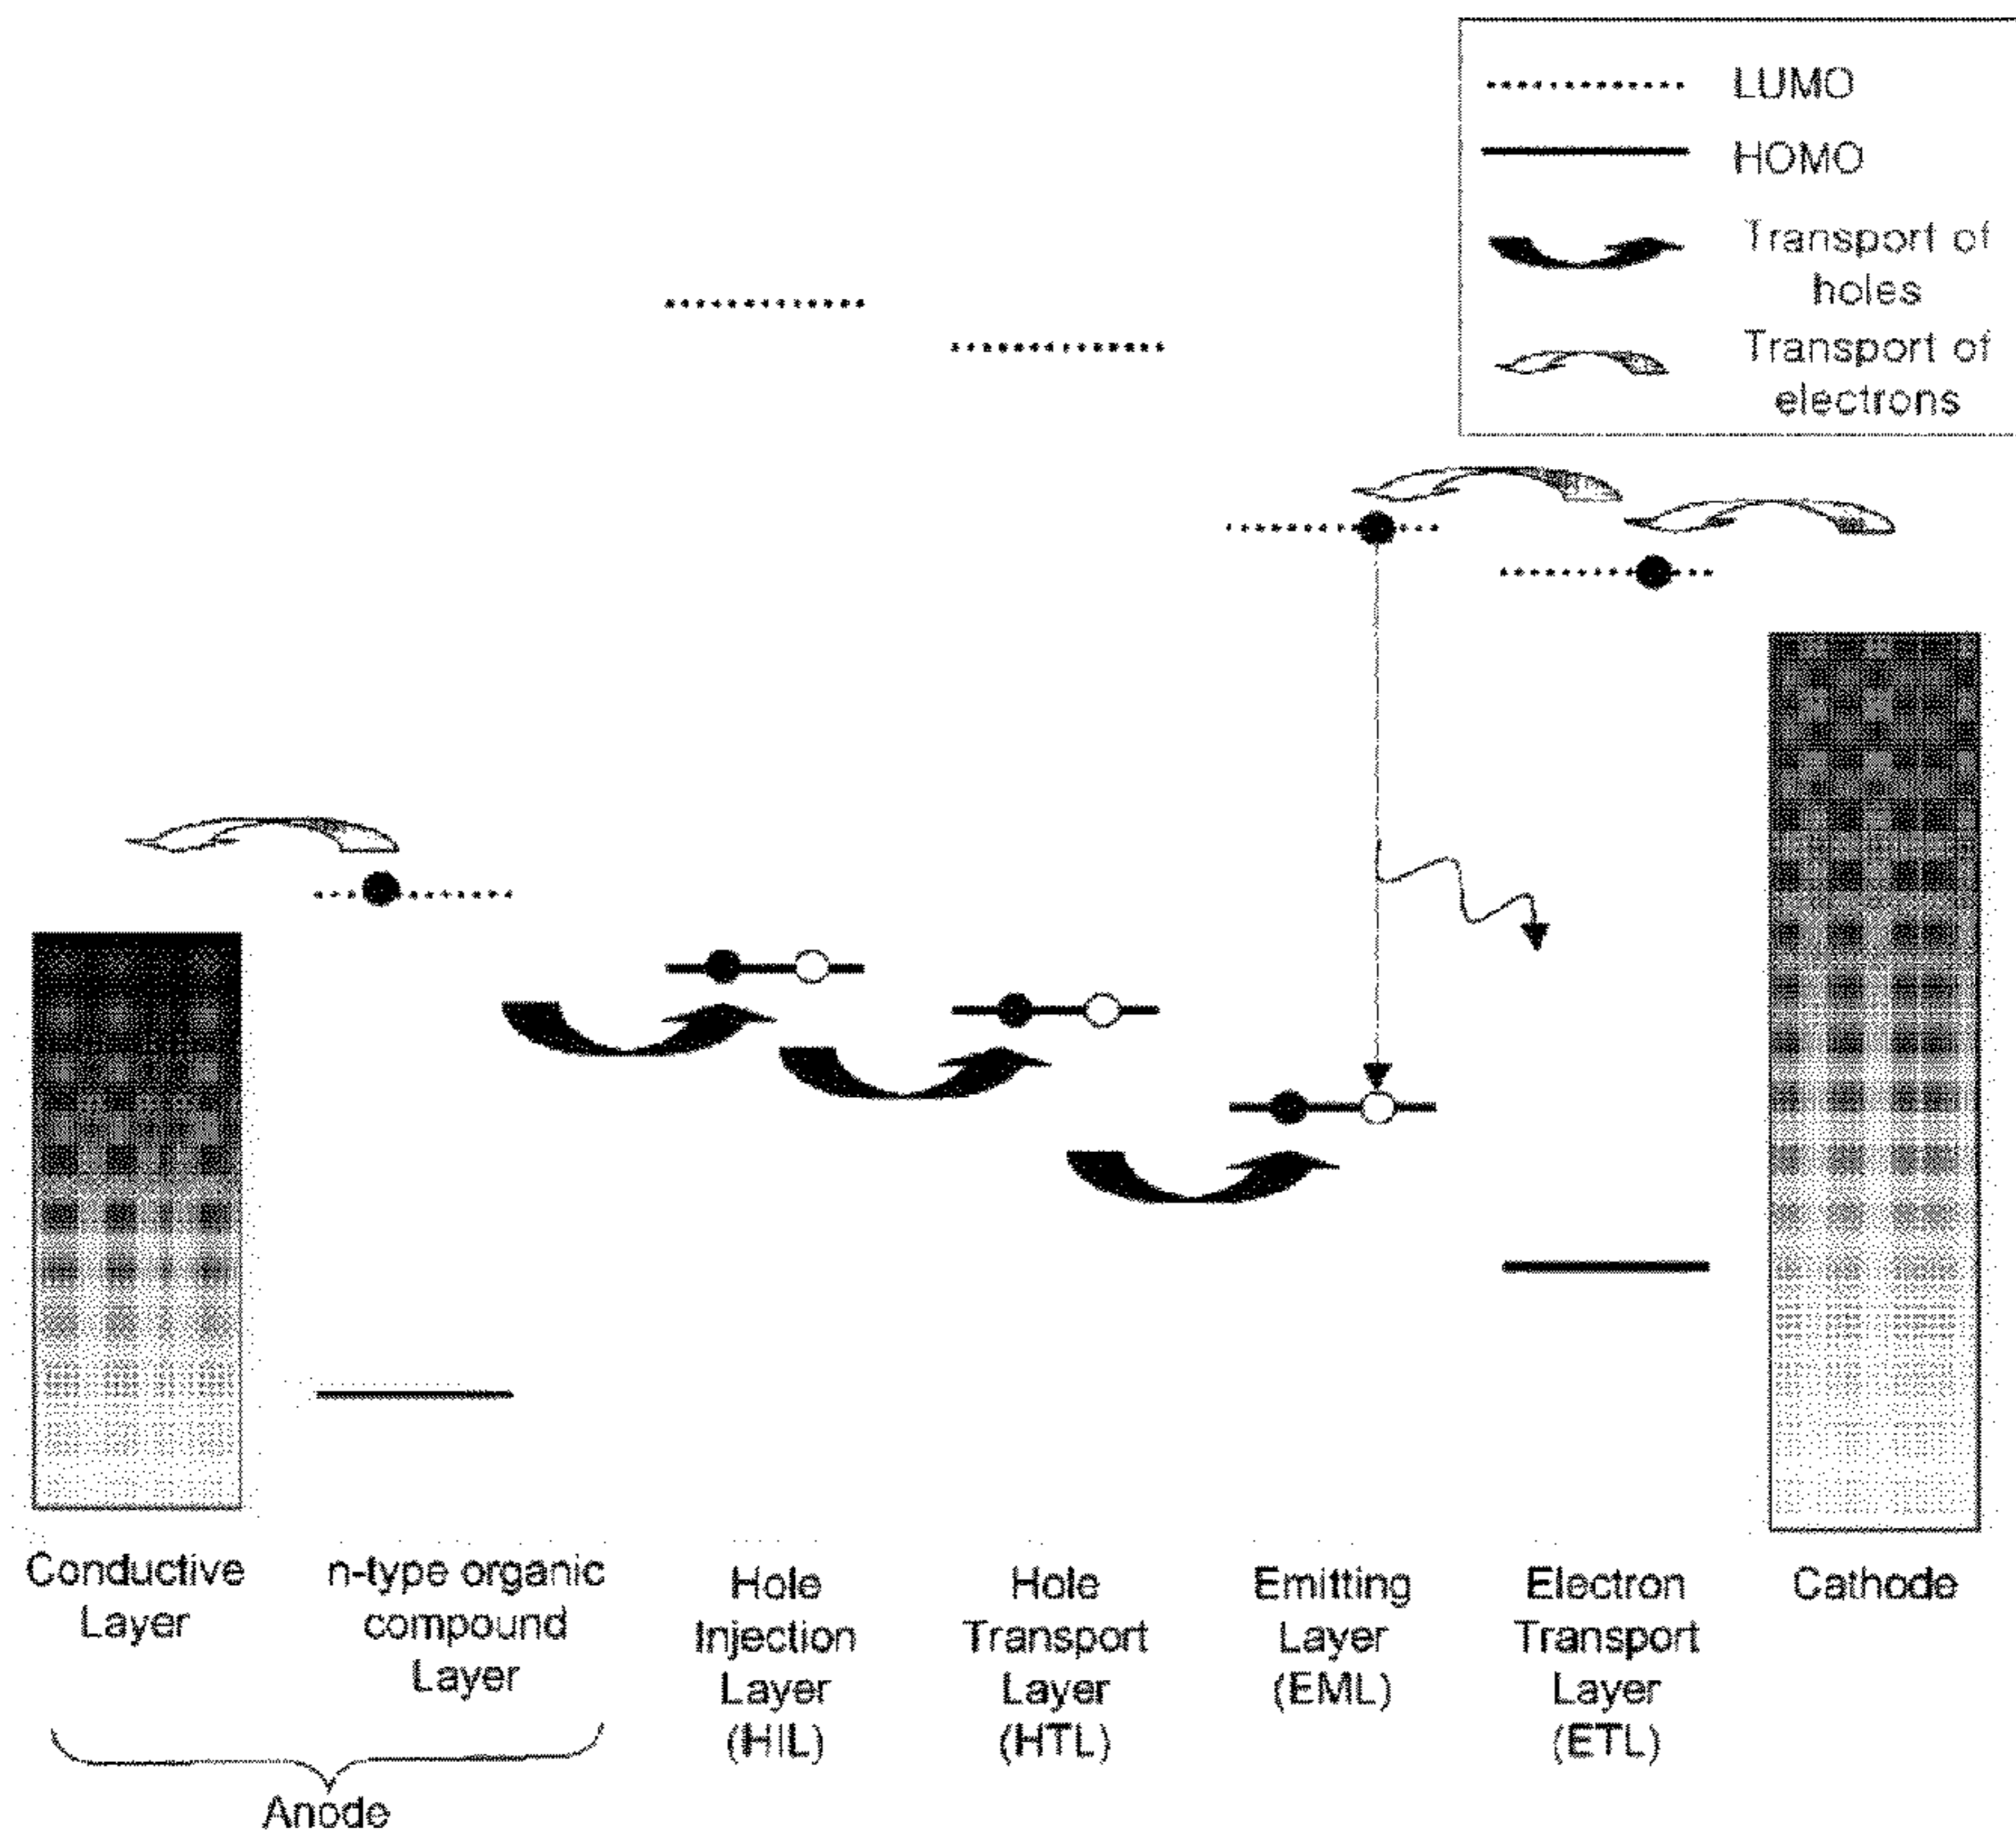 LUMO
HOMO
Transport of
holes
Transport of
electrons
Conductive
Layer
n-type organic
compound
Layer
Hole
Injection
Layer
(HIL)
Hole
Transport
Layer
(HTL)
Emitting
Layer
(EML)
Electron
Transport
Layer
(ETL)
Cathode
Anode